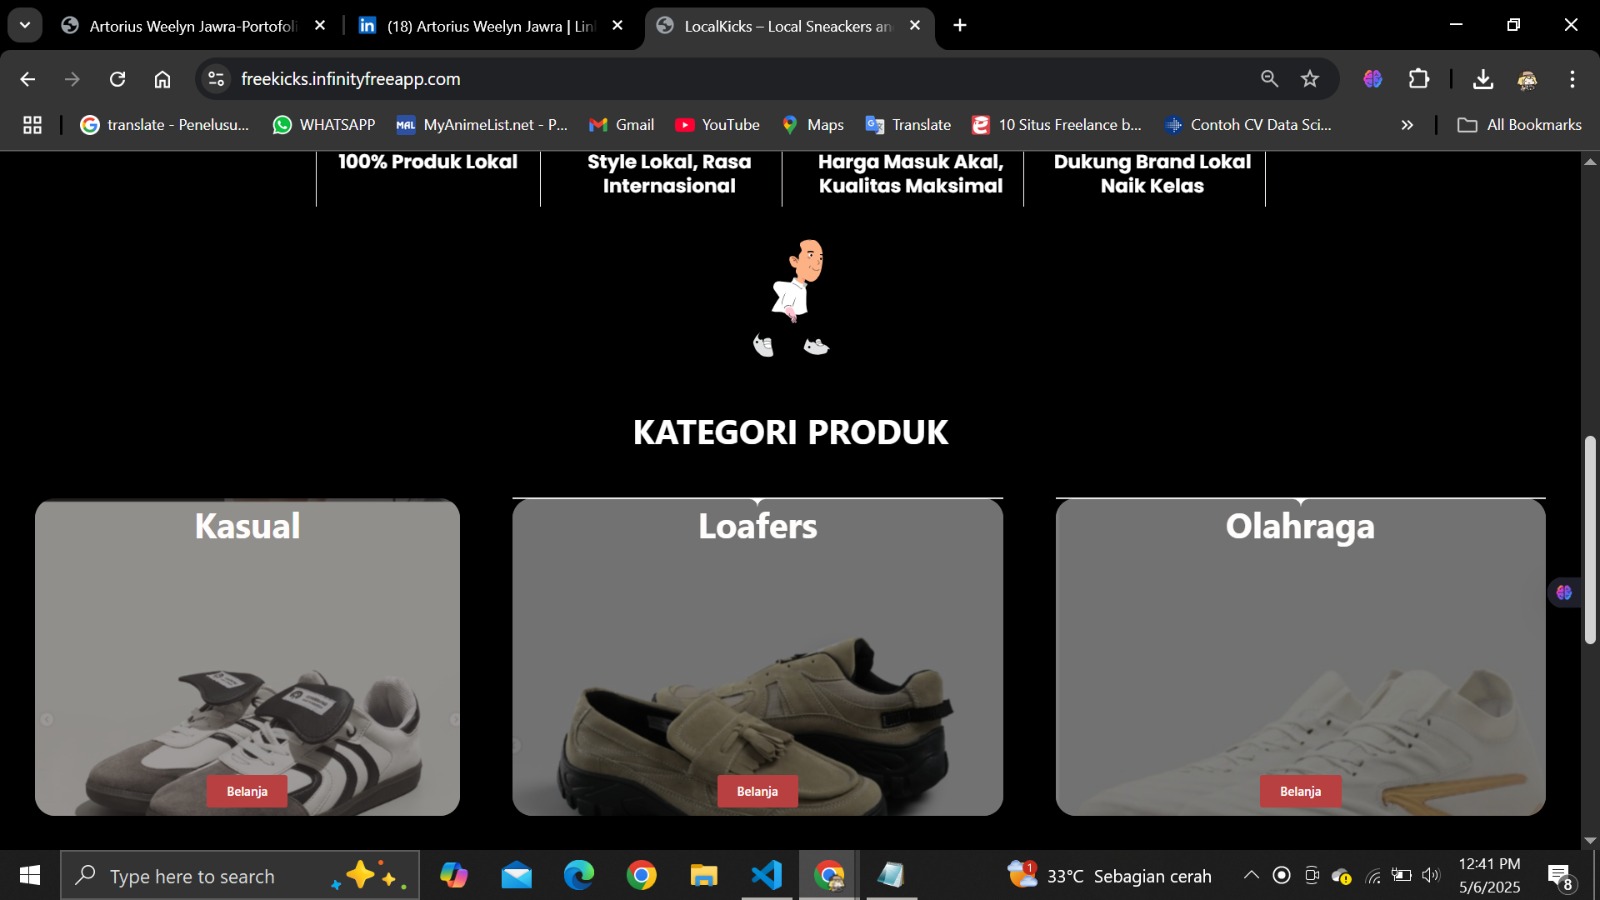 Artorius Weelyn Jawra-Portofoli
(18) Artorius Weelyn Jawra | Lin
LocalKicks – Local Sneackers an
freekicks.infinityfreeapp.com
translate - Penelusu...
WHATSAPP
MAL
MyAnimeList.net - P...
Gmail
YouTube
Maps
Translate
10 Situs Freelance b...
Contoh CV Data Sci...
All Bookmarks
100% Produk Lokal
Style Lokal, Rasa
Internasional
Harga Masuk Akal,
Kualitas Maksimal
Dukung Brand Lokal
Naik Kelas
KATEGORI PRODUK
Kasual
Loafers
Olahraga
Belanja
Belanja
Belanja
Type here to search
1
33°C Sebagian cerah
12:41 PM
5/6/2025
8